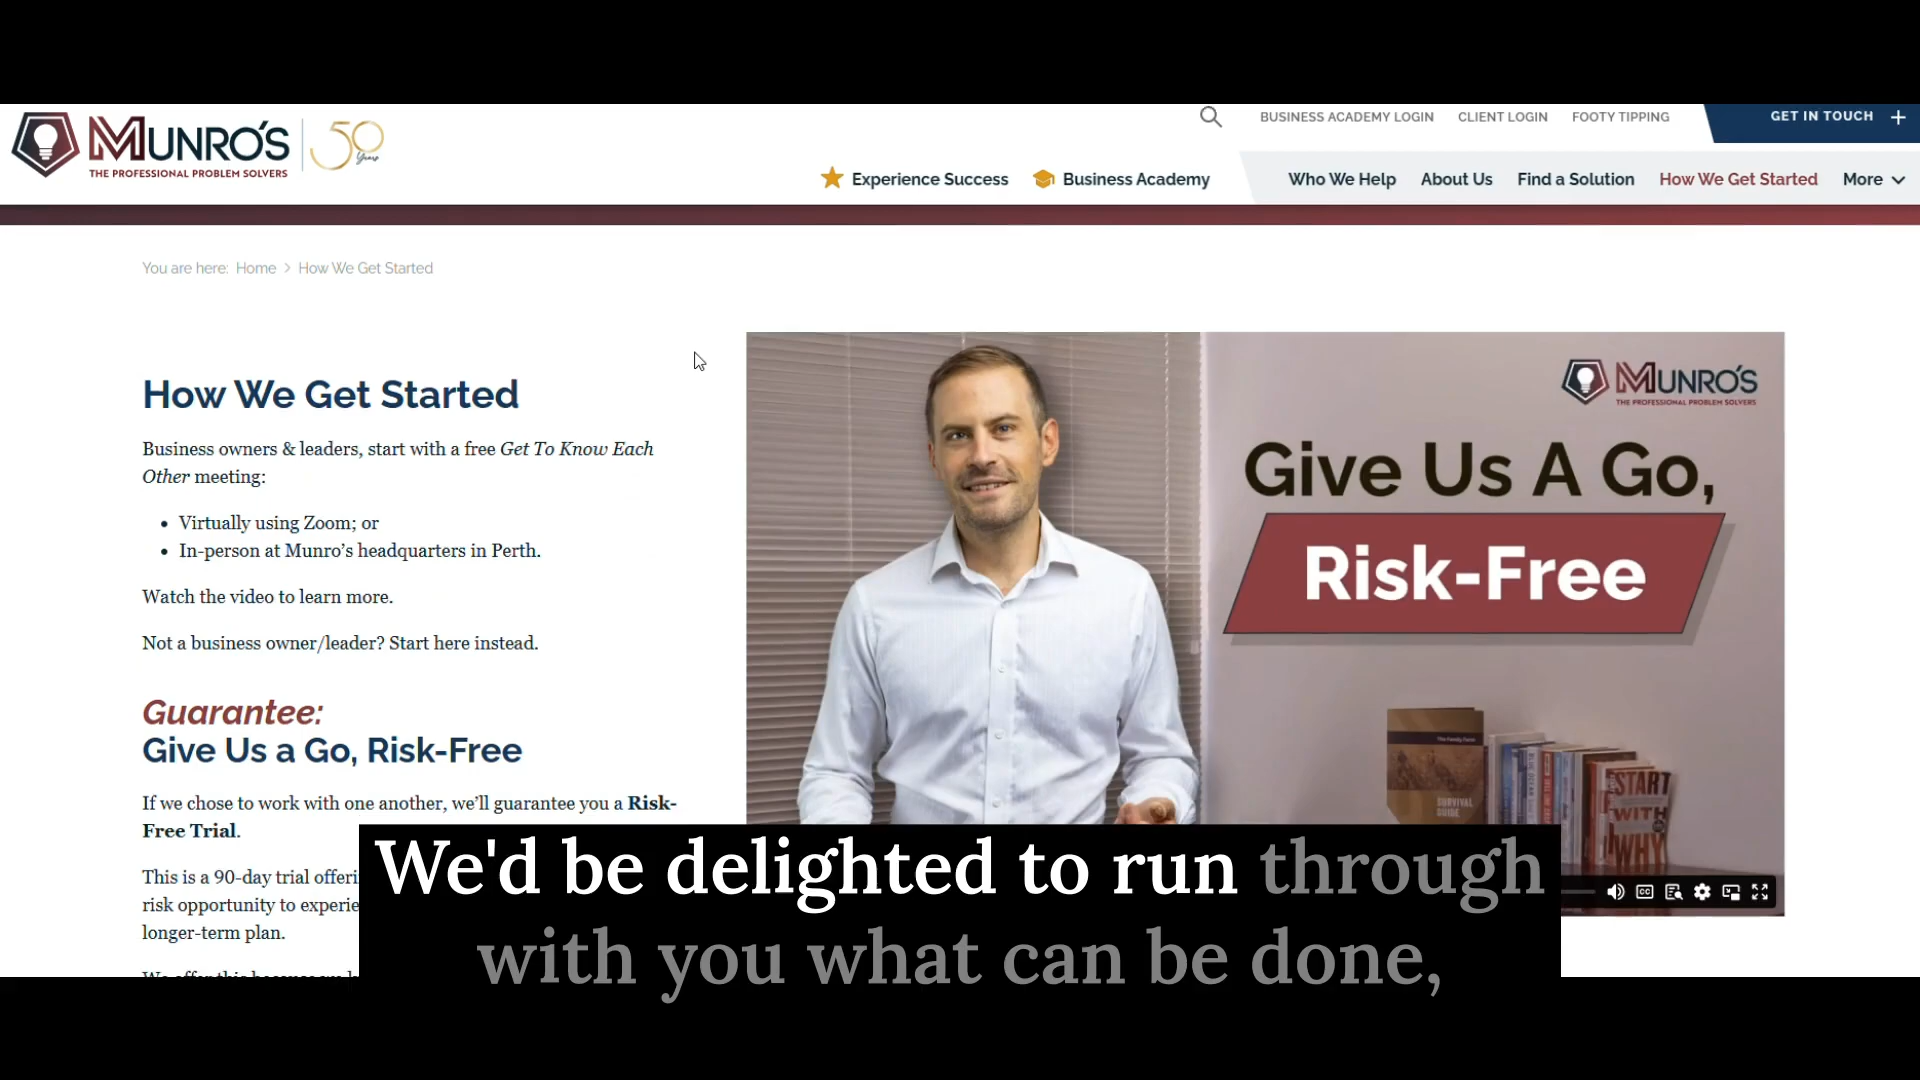 MUNRO'S
THE PROFESSIONAL PROBLEM SOLVERS
50 Years
BUSINESS ACADEMY LOGIN
CLIENT LOGIN
FOOTY TIPPING
GET IN TOUCH +
Experience Success
Business Academy
Who We Help
About Us
Find a Solution
How We Get Started
More
You are here: Home > How We Get Started
How We Get Started
Business owners & leaders, start with a free Get To Know Each
Other meeting:
• Virtually using Zoom; or
• In-person at Munro's headquarters in Perth.
Watch the video to learn more.
Not a business owner/leader? Start here instead.
Guarantee:
Give Us a Go, Risk-Free
If we chose to work with one another, we'll guarantee you a Risk-
Free Trial.
This is a 90-day trial
risk opportunity to
longer-term plan.
MUNRO'S
THE PROFESSIONAL PROBLEM SOLVERS
Give Us A Go,
Risk-Free
SURVIVAL
GUIDE
START
WITH
WHY
CC
We'd be delighted to run through
with you what can be done,